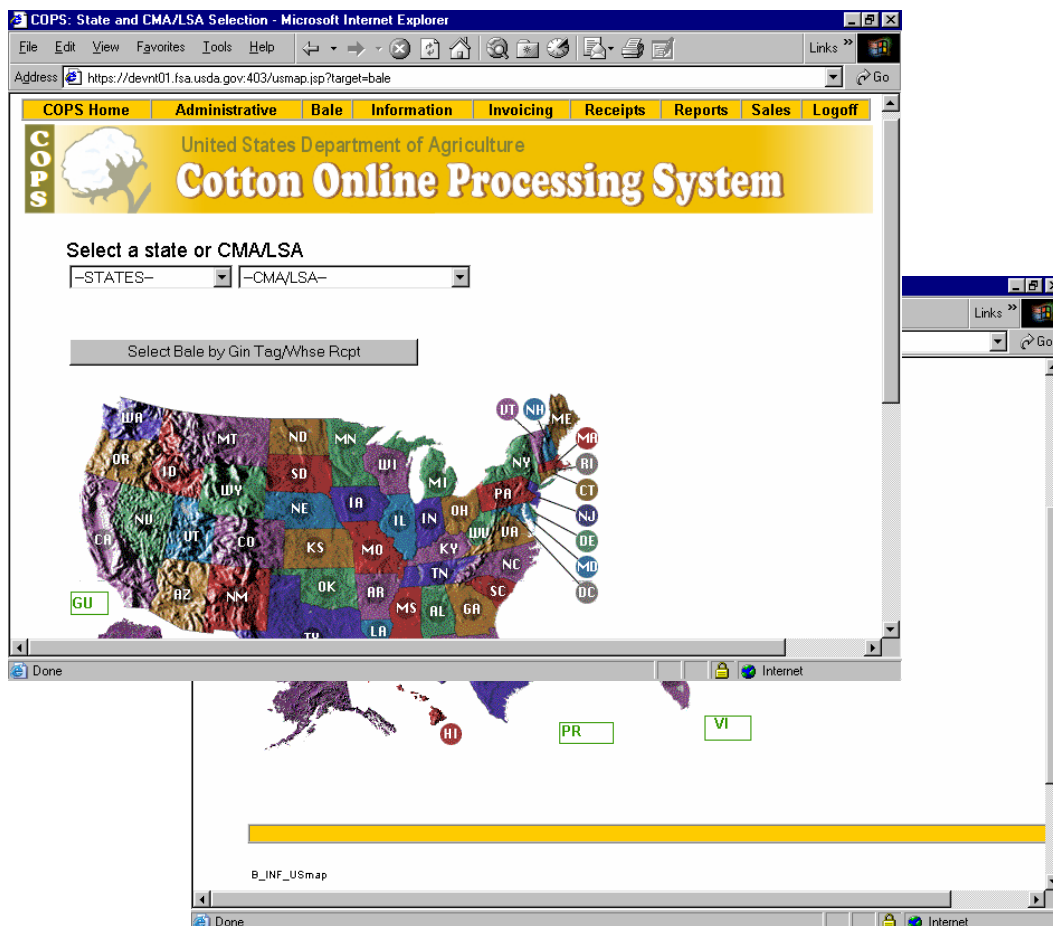 COPS: State and CMA/LSA Selection - Microsoft Internet Explorer
File Edit View Favorites Tools Help Links »
Address https://devnt01.fsa.usda.gov:403/usmap.jsp?target=bale Go
COPS Home Administrative Bale Information Invoicing Receipts Reports Sales Logoff
COPS
United States Department of Agriculture
Cotton Online Processing System
Select a state or CMA/LSA
--STATES-- --CMA/LSA--
Links »
Go
Select Bale by Gin Tag/Whse Rcpt
VT NH ME
WA MT ND MN MA
OR ID SD WI NY RI
WY MI PA CT
NE IA OH NJ
NV IL IN DE
CA UT CO KS MO WV VA MD
KY
TN NC
AZ NM OK AR SC DC
GU MS AL GA
TX LA
Done Internet
HI PR VI
B_INF_USmap
Done Internet